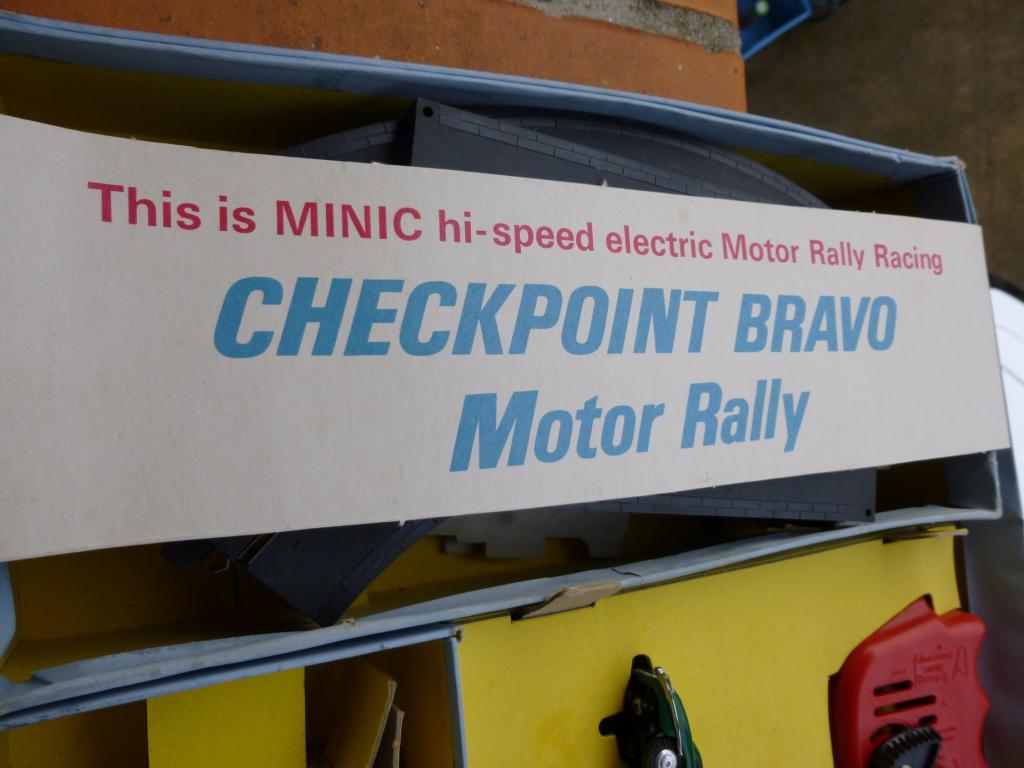 This is MINIC hi-speed electric Motor Rally Racing
CHECKPOINT BRAVO
Motor Rally